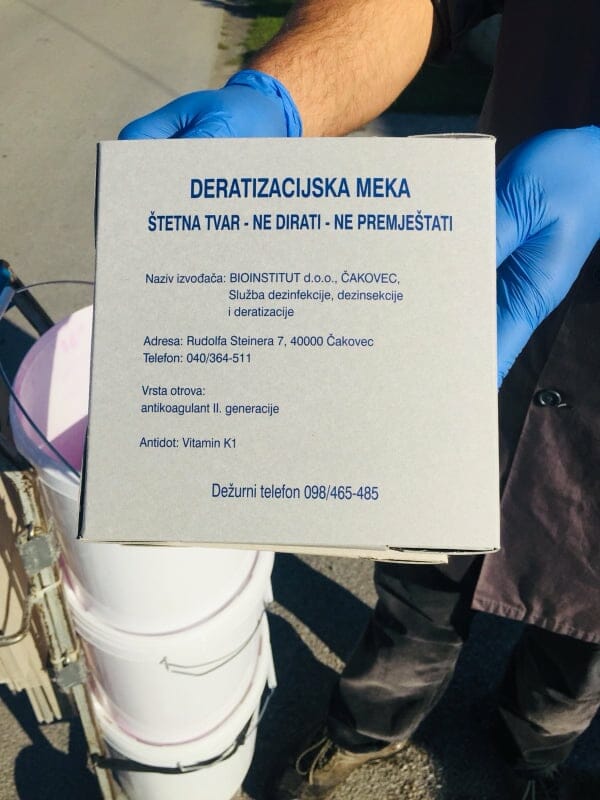 DERATIZACIJSKA MEKA
ŠTETNA TVAR - NE DIRATI - NE PREMJEŠTATI
Naziv izvođača: BIOINSTITUT d.o.o., ČAKOVEC,
Služba dezinfekcije, dezinsekcije
i deratizacije
Adresa: Rudolfa Steinera 7, 40000 Čakovec
Telefon: 040/364-511
Vrsta otrova:
antikoagulant II. generacije
Antidot: Vitamin K1
Dežurni telefon 098/465-485